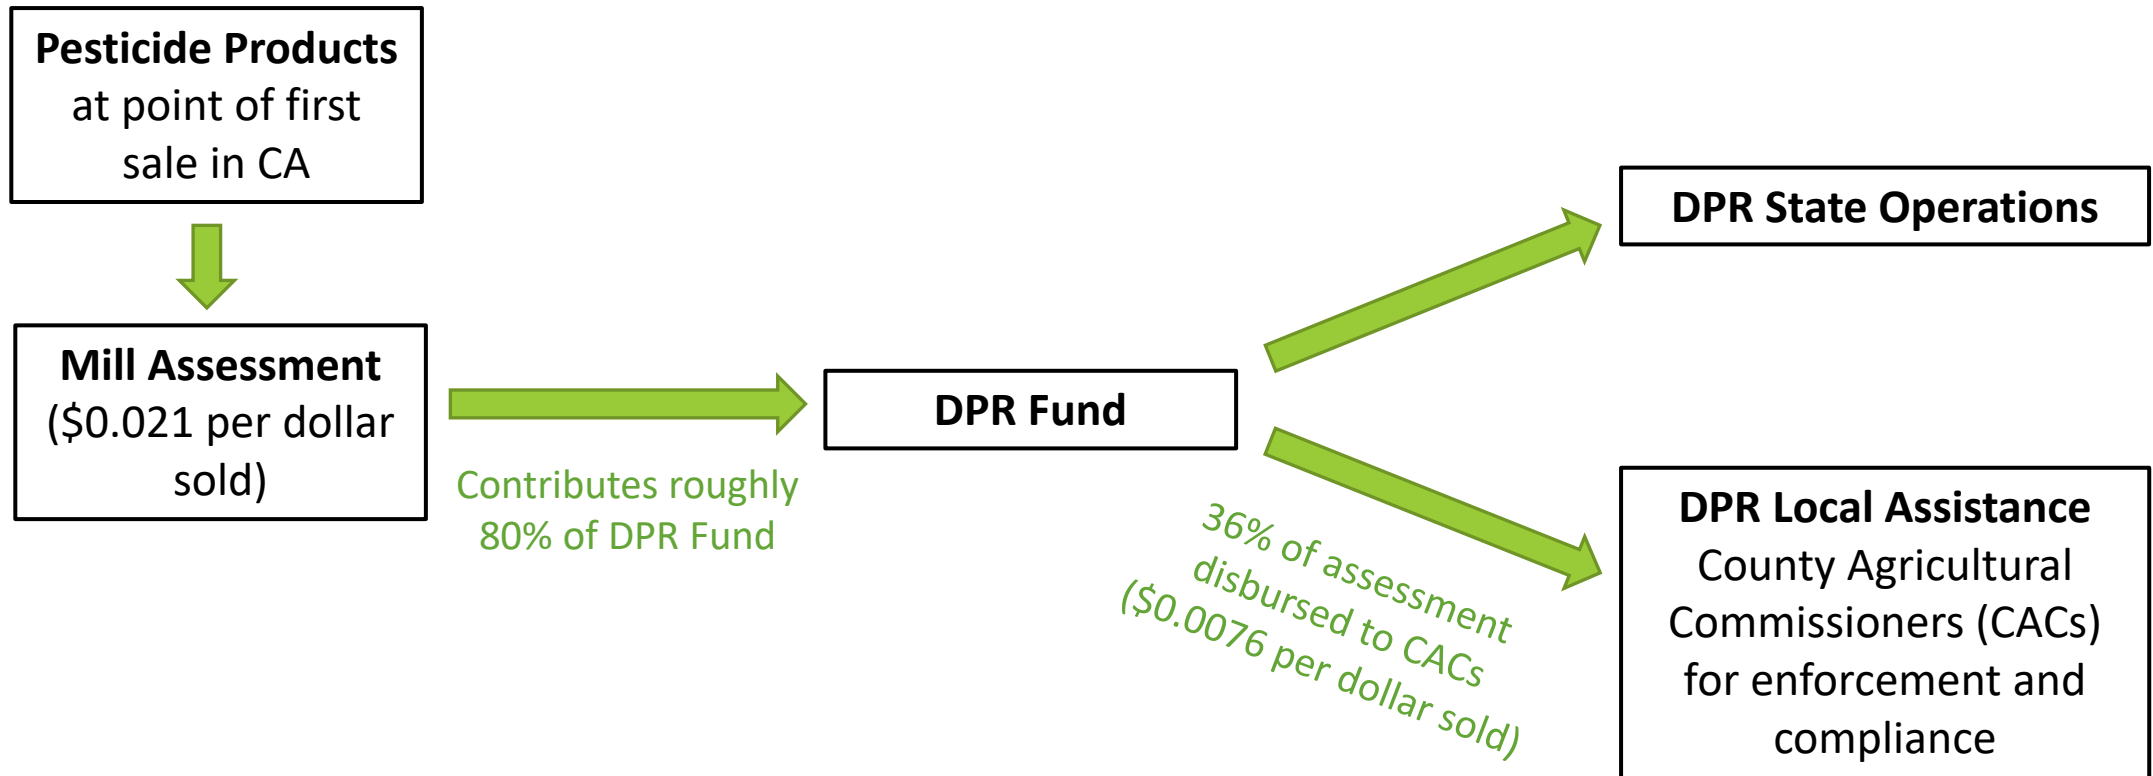 Pesticide Products
at point of first
sale in CA
Mill Assessment
($0.021 per dollar
sold)
Contributes roughly
80% of DPR Fund
DPR Fund
36% of assessment
disbursed to CACs
($0.0076 per dollar sold)
DPR State Operations
DPR Local Assistance
County Agricultural
Commissioners (CACs)
for enforcement and
compliance